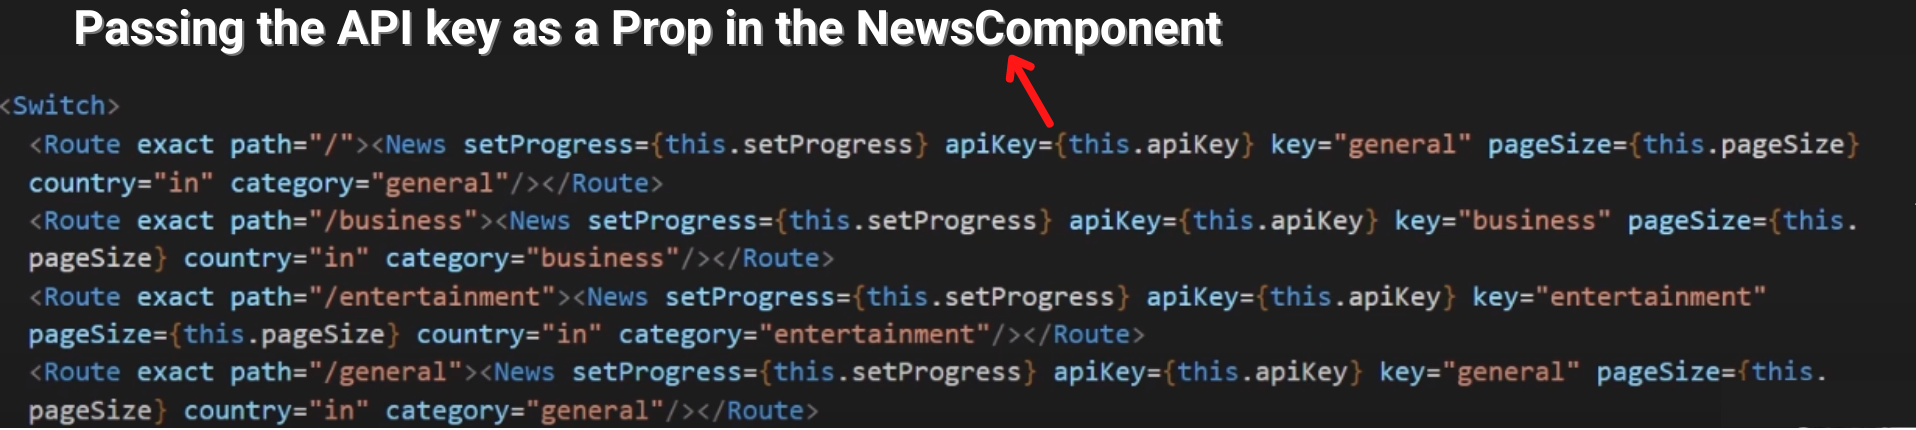 Passing the API key as a Prop in the NewsComponent
<Switch>
<Route exact path="/"><News setProgress={this.setProgress} apiKey={this.apiKey} key="general" pageSize={this.pageSize}
country="in" category="general"/></Route>
<Route exact path="/business"><News setProgress={this.setProgress} apiKey={this.apiKey} key="business" pageSize={this.
pageSize} country="in" category="business"/></Route>
<Route exact path="/entertainment"><News setProgress={this.setProgress} apiKey={this.apiKey} key="entertainment"
pageSize={this.pageSize} country="in" category="entertainment"/></Route>
<Route exact path="/general"><News setProgress={this.setProgress} apiKey={this.apiKey} key="general" pageSize={this.
pageSize} country="in" category="general"/></Route>